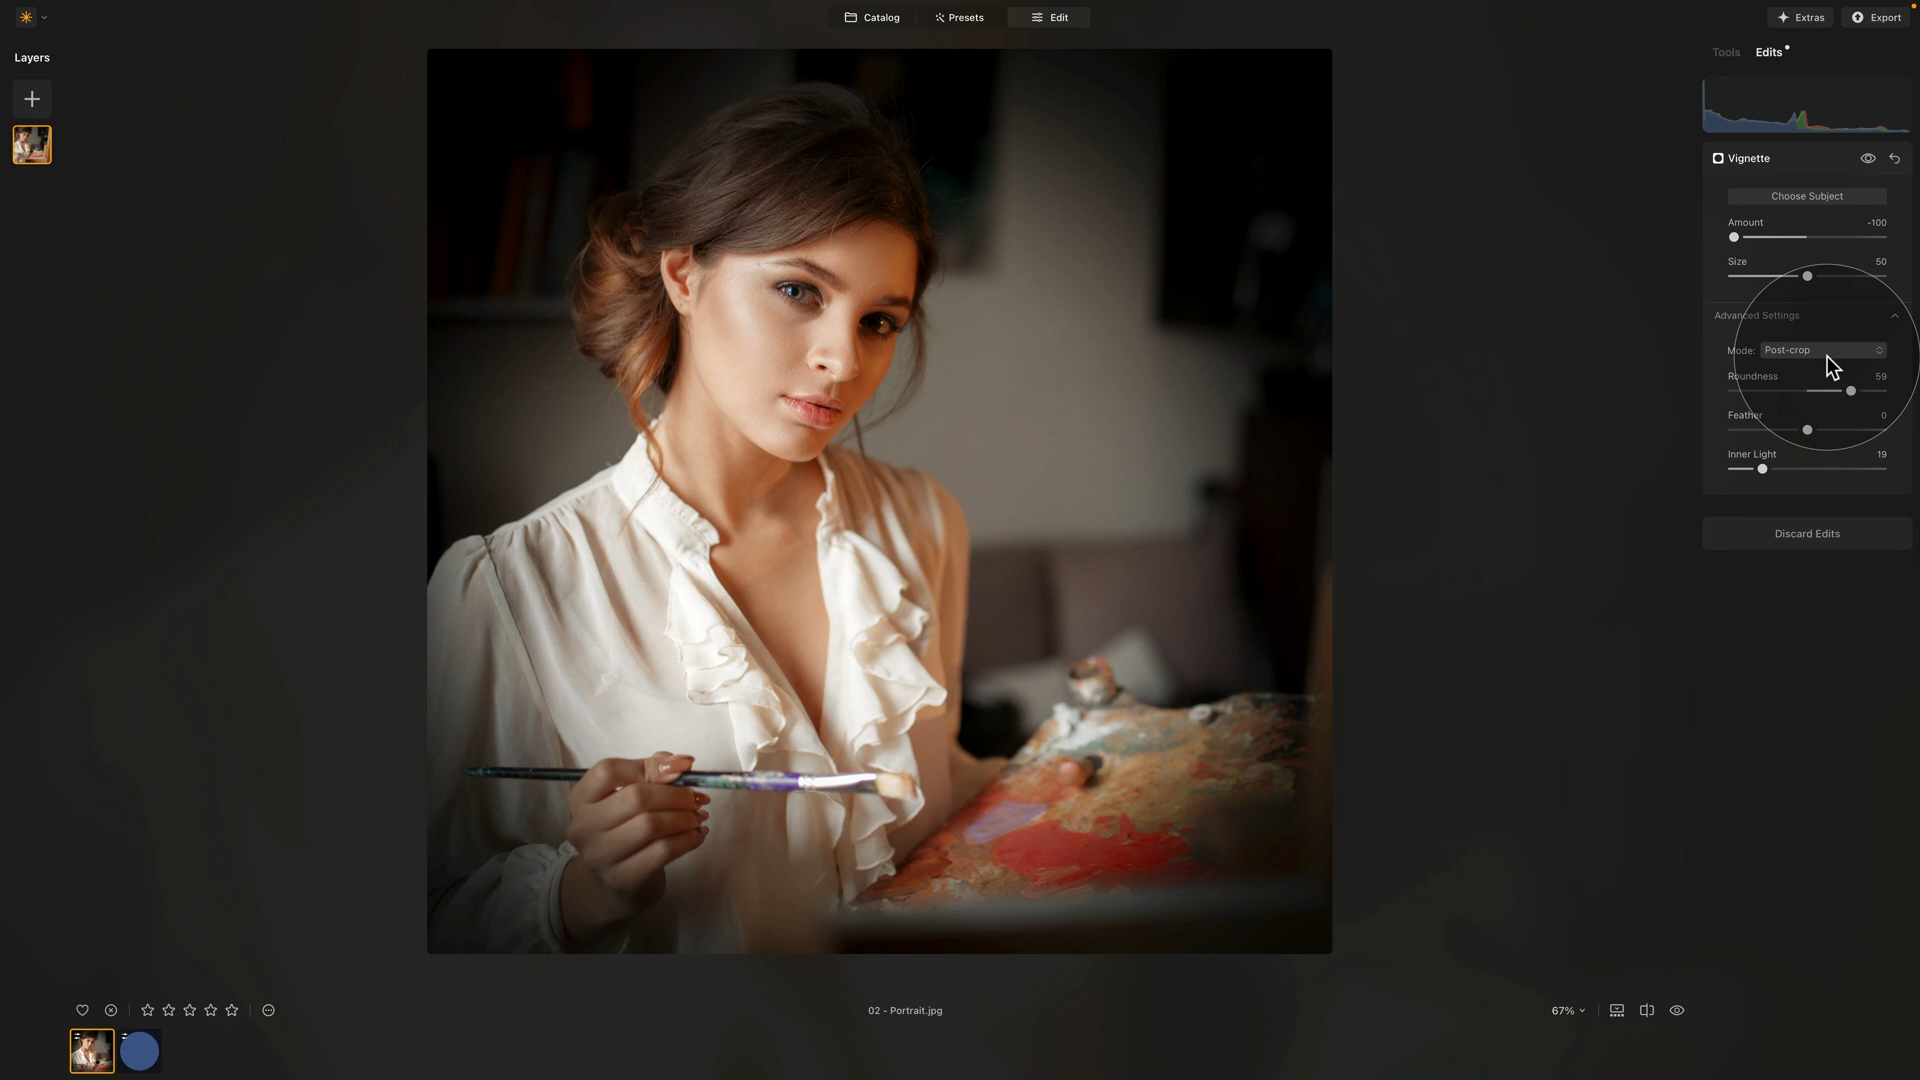 Catalog
Presets
Edit
Extras
Export
Layers
Tools
Edits
Vignette
Choose Subject
Amount -100
Size 50
Advanced Settings
Mode: Post-crop
Roundness 59
Feather 0
Inner Light 19
Discard Edits
02 - Portrait.jpg
67%